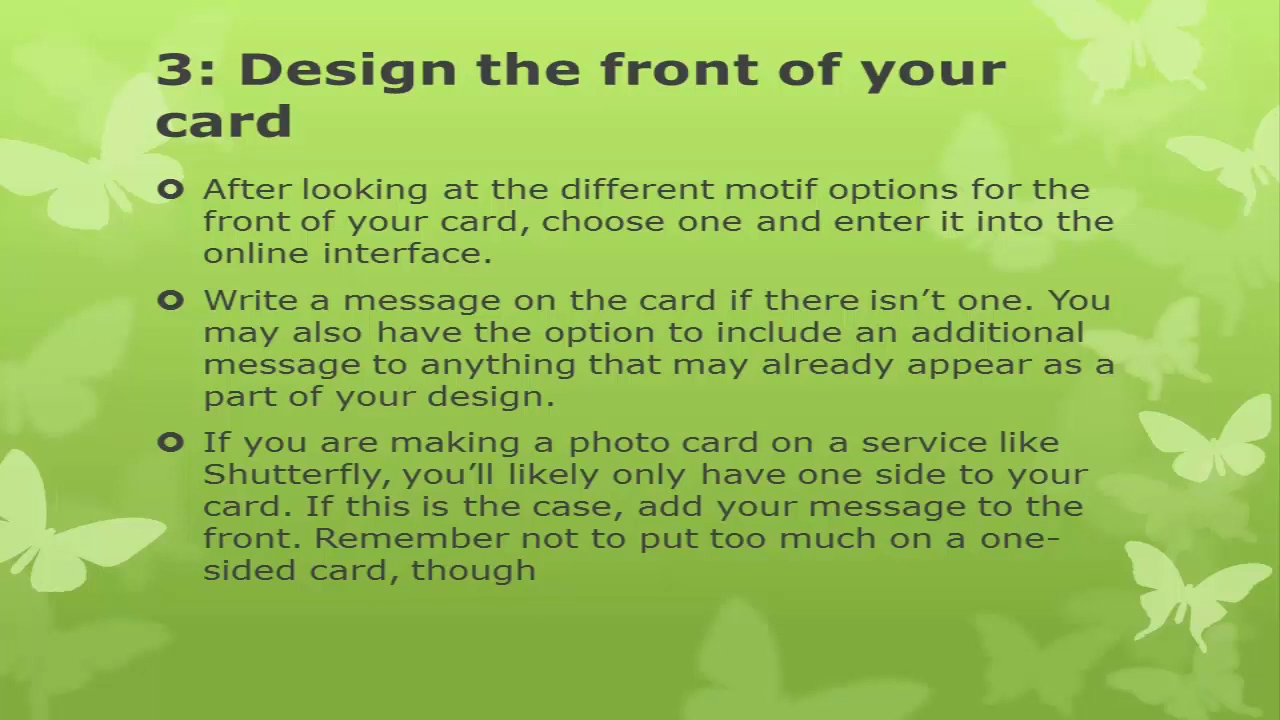 3: Design the front of your
card
After looking at the different motif options for the
front of your card, choose one and enter it into the
online interface.
Write a message on the card if there isn’t one. You
may also have the option to include an additional
message to anything that may already appear as a
part of your design.
If you are making a photo card on a service like
Shutterfly, you’ll likely only have one side to your
card. If this is the case, add your message to the
front. Remember not to put too much on a one-
sided card, though